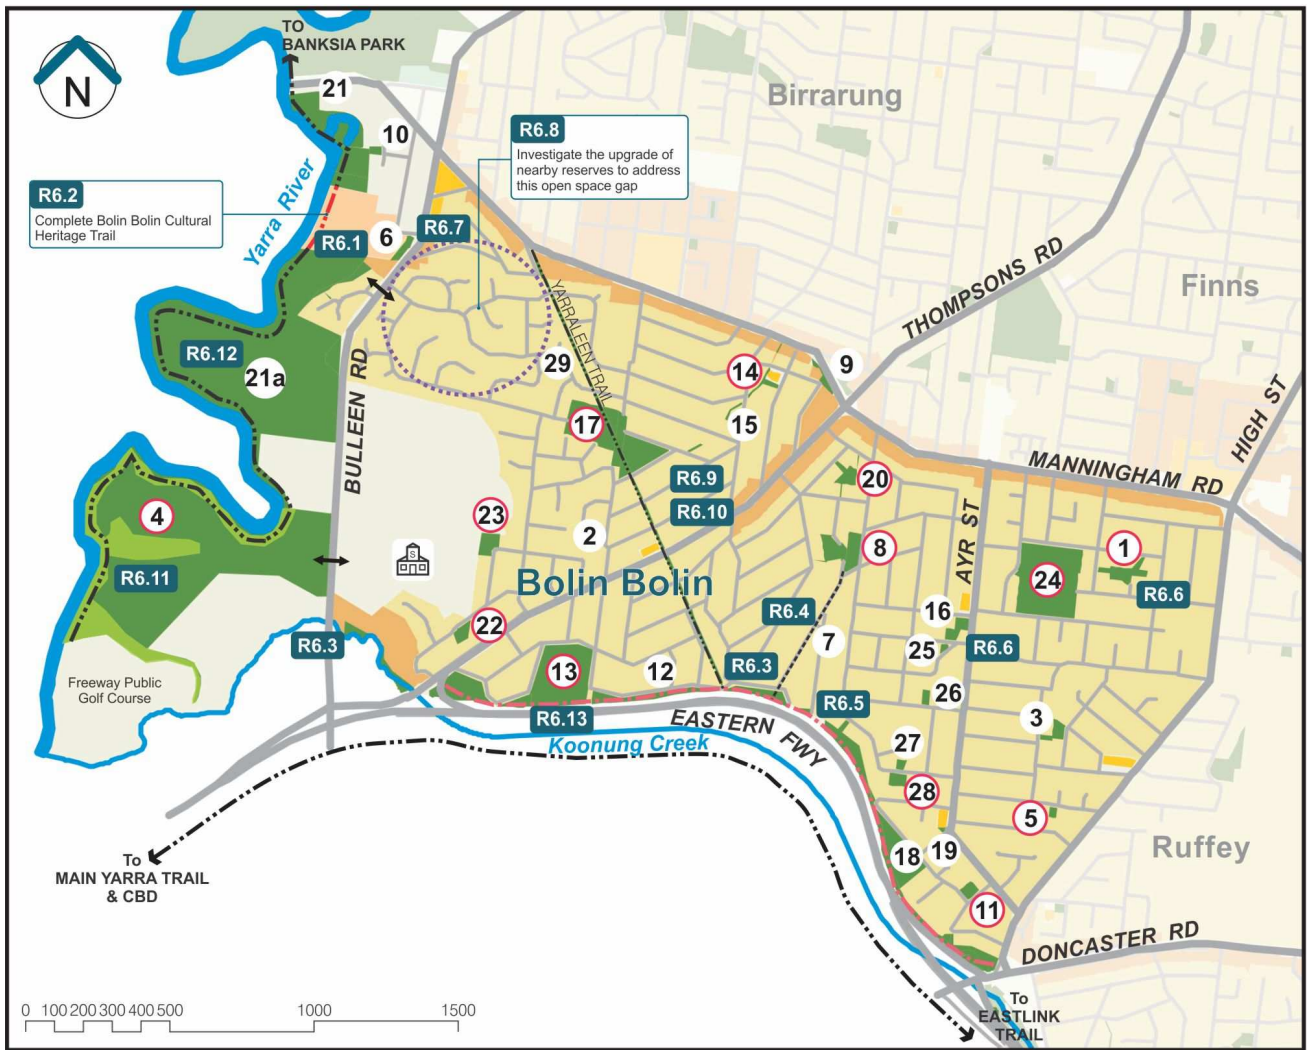 TO
BANKSIA PARK
N
21
10
Birrarung
R6.8
Investigate the upgrade of
nearby reserves to address
this open space gap
R6.2
Complete Bolin Bolin Cultural
Heritage Trail
Yarra River
R6.1
6
R6.7
THOMPSONS RD
Finns
YARRALEEN TRAIL
R6.12
21a
BULLEEN RD
29
14
9
17
15
HIGH ST
MANNINGHAM RD
R6.9
20
R6.10
AYR ST
4
23
2
8
1
S
R6.11
Bolin Bolin
24
R6.6
R6.4
16
22
7
R6.3
25
R6.6
13
12
R6.3
Freeway Public
Golf Course
26
R6.5
3
R6.13
EASTERN FWY
Koonung Creek
27
28
5
18
19
Ruffey
To
MAIN YARRA TRAIL
& CBD
11
DONCASTER RD
To
EASTLINK
TRAIL
0 100 200 300 400 500 1000 1500